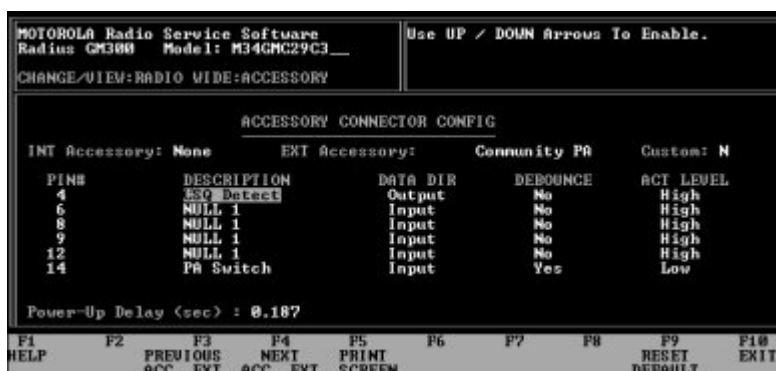 MOTOROLA Radio Service Software
Radius GM300 Model: M34GMC29C3__
Use UP / DOWN Arrows To Enable.
CHANGE/VIEW:RADIO WIDE:ACCESSORY
ACCESSORY CONNECTOR CONFIG
INT Accessory: None EXT Accessory: Community PA Custom: N
PIN# DESCRIPTION DATA DIR DEBOUNCE ACT LEVEL
4 CSQ Detect Output No High
6 NULL 1 Input No High
8 NULL 1 Input No High
9 NULL 1 Input No High
12 NULL 1 Input No High
14 PA Switch Input Yes Low
Power-Up Delay (sec) : 0.187
F1 F2 F3 F4 F5 F6 F7 F8 F9 F10
HELP PREVIOUS NEXT PRINT RESET EXIT
ACC EXT ACC EXT SCREEN DEFAULT